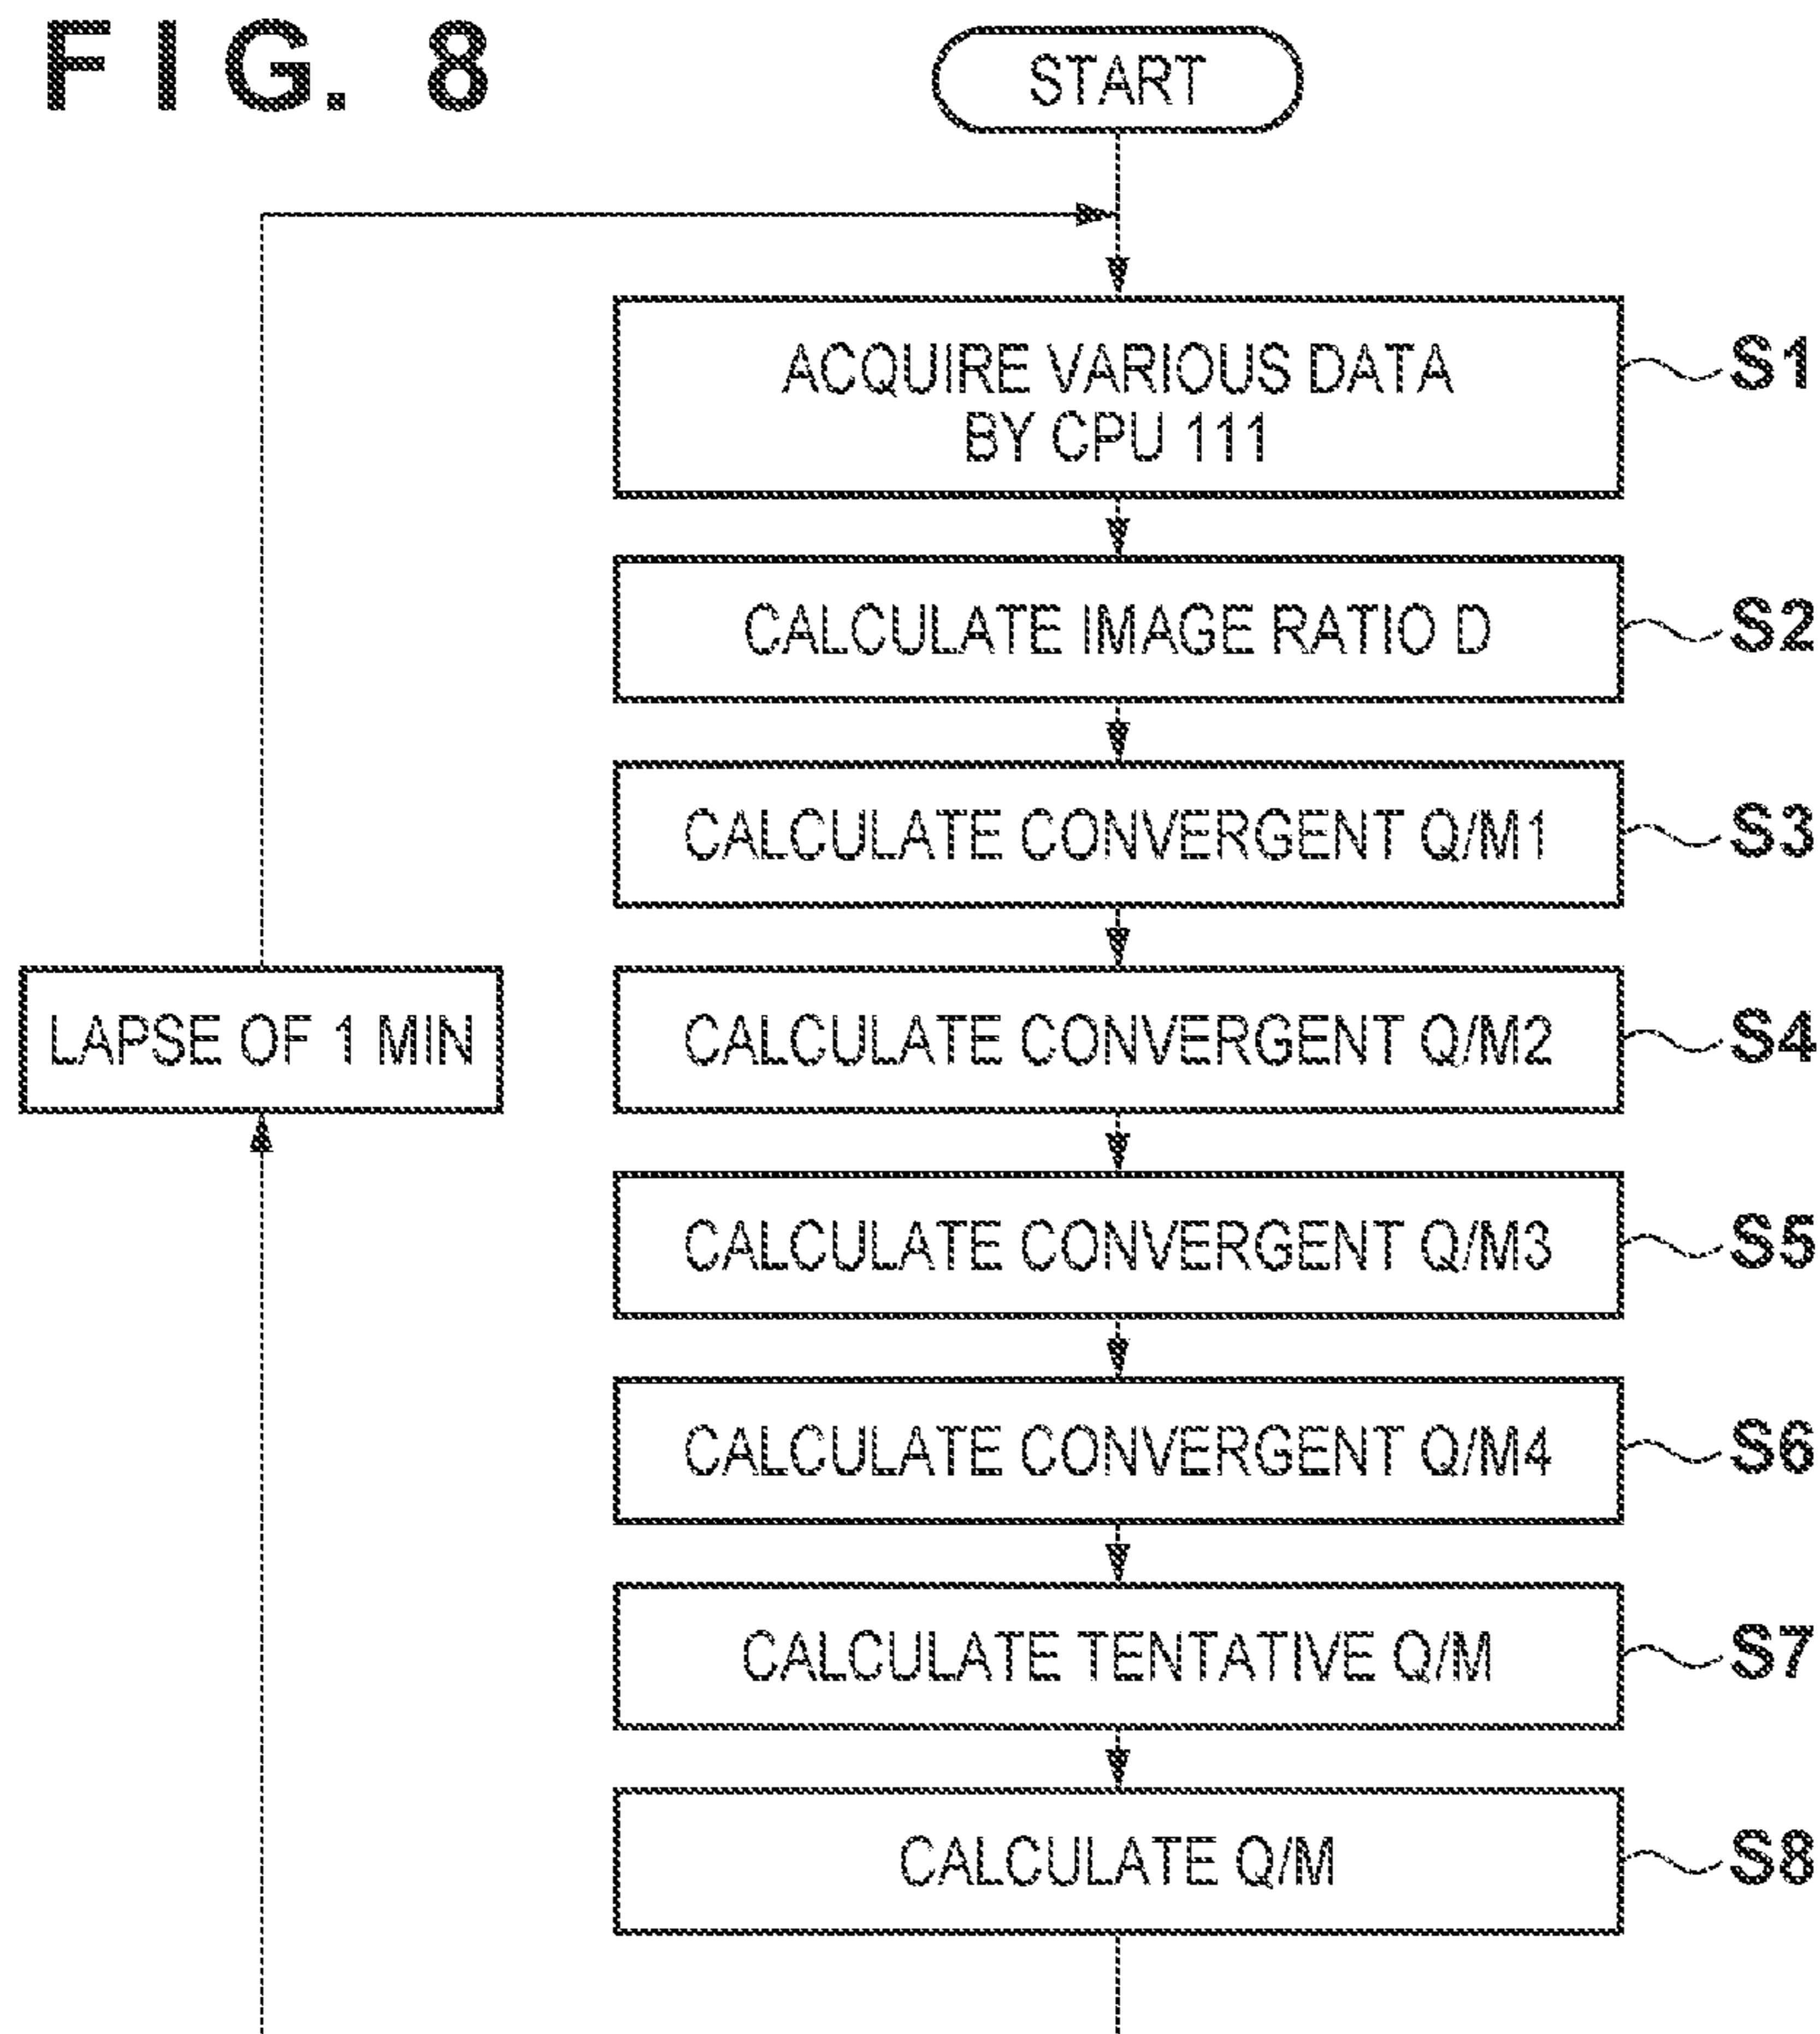 FIG. 8
START
ACQUIRE VARIOUS DATA
BY CPU 111
S1
CALCULATE IMAGE RATIO D
S2
CALCULATE CONVERGENT Q/M1
S3
LAPSE OF 1 MIN
CALCULATE CONVERGENT Q/M2
S4
CALCULATE CONVERGENT Q/M3
S5
CALCULATE CONVERGENT Q/M4
S6
CALCULATE TENTATIVE Q/M
S7
CALCULATE Q/M
S8